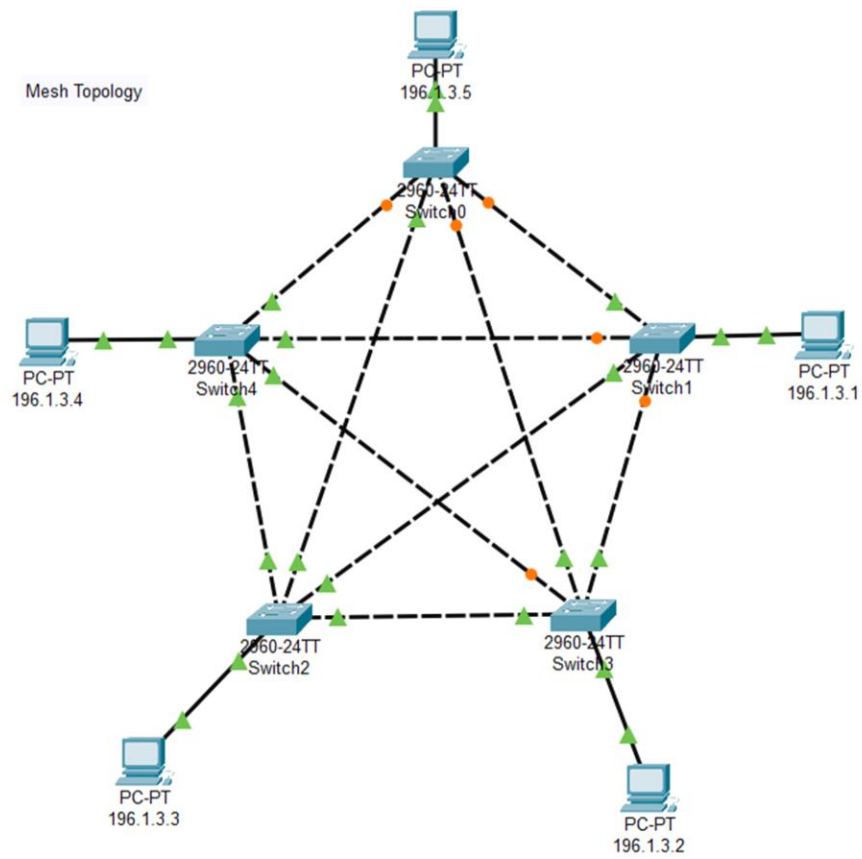 PC-PT
196.1.3.5
Mesh Topology
2960-24TT
Switch0
PC-PT
196.1.3.4
2960-24TT
Switch4
2960-24TT
Switch1
PC-PT
196.1.3.1
2960-24TT
Switch2
2960-24TT
Switch3
PC-PT
196.1.3.3
PC-PT
196.1.3.2